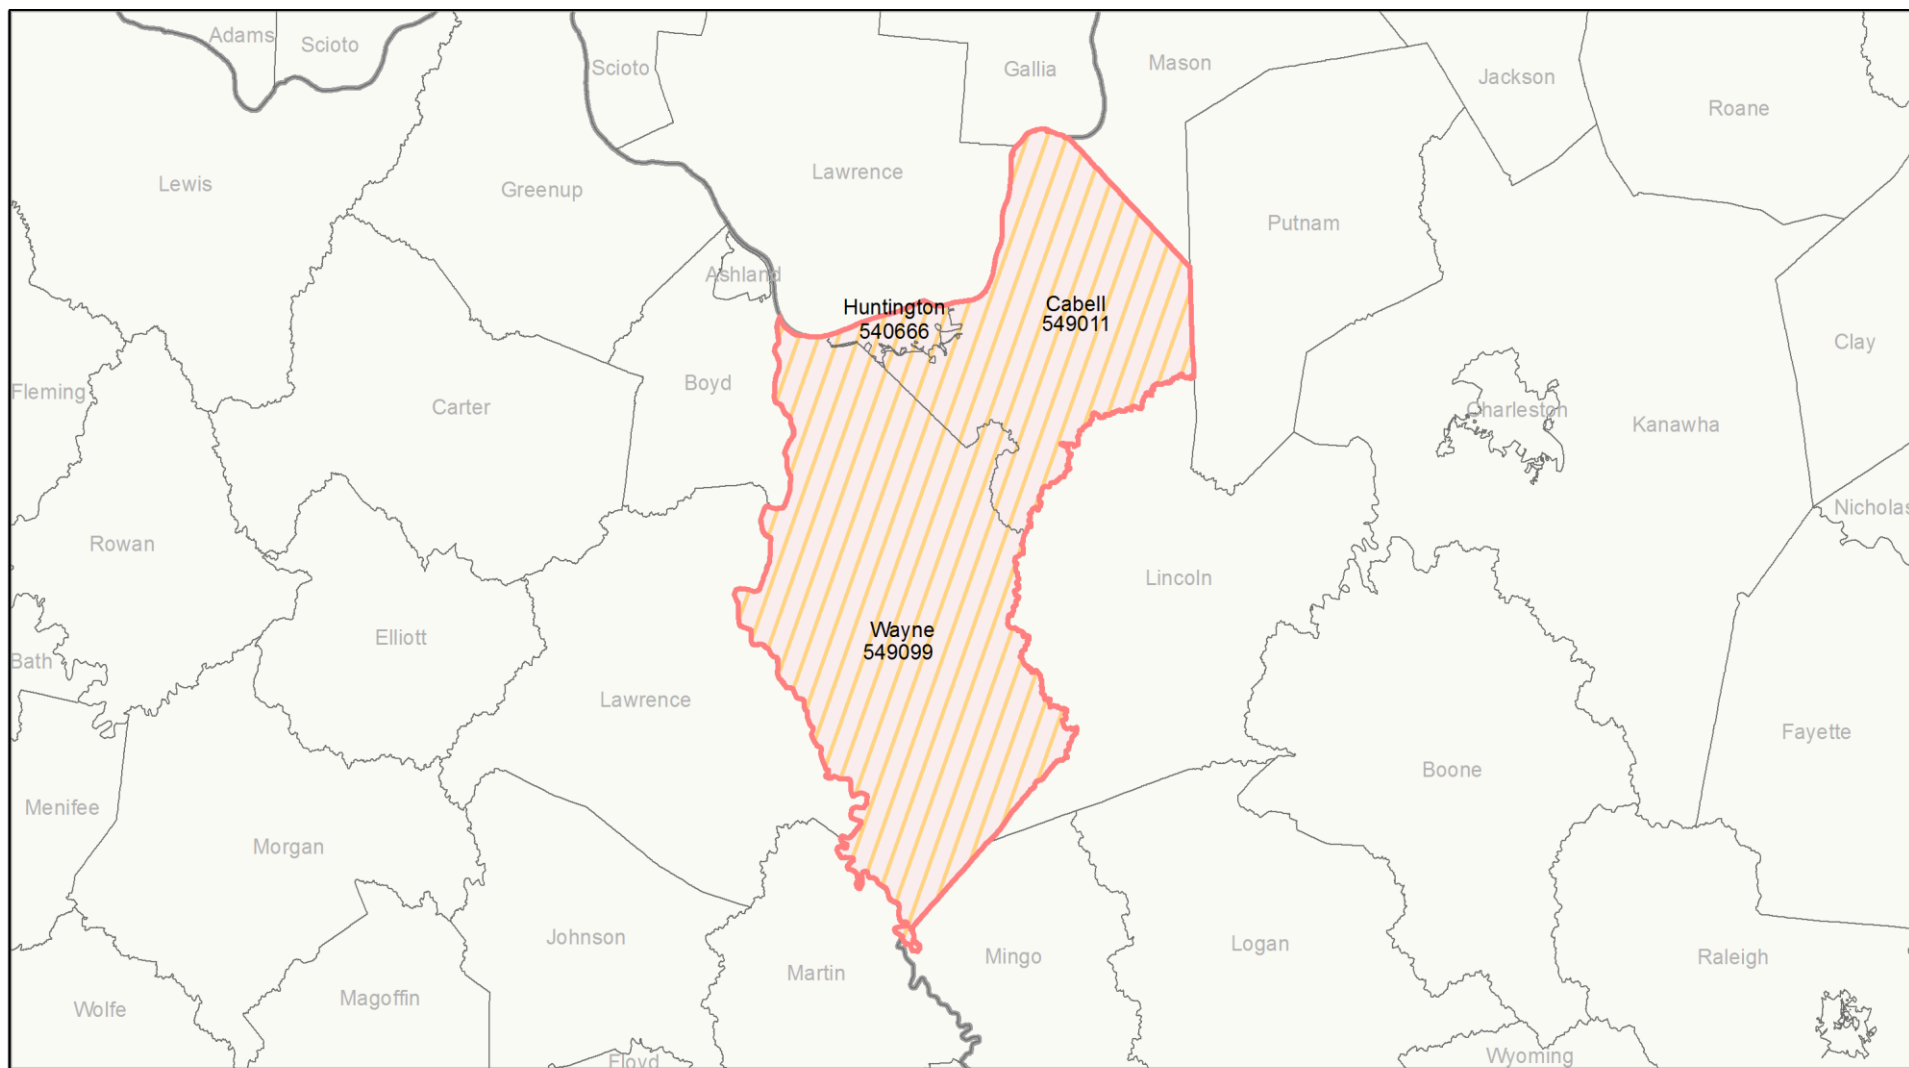 Adams
Scioto
Scioto
Gallia
Mason
Jackson
Roane
Lewis
Greenup
Lawrence
Putnam
Ashland
Huntington
540666
Cabell
549011
Clay
Fleming
Boyd
Carter
Charleston
Kanawha
Nicholas
Rowan
Lincoln
Elliott
Wayne
549099
Bath
Lawrence
Fayette
Boone
Menifee
Morgan
Johnson
Logan
Mingo
Raleigh
Martin
Magoffin
Wolfe
Wyoming
Floyd